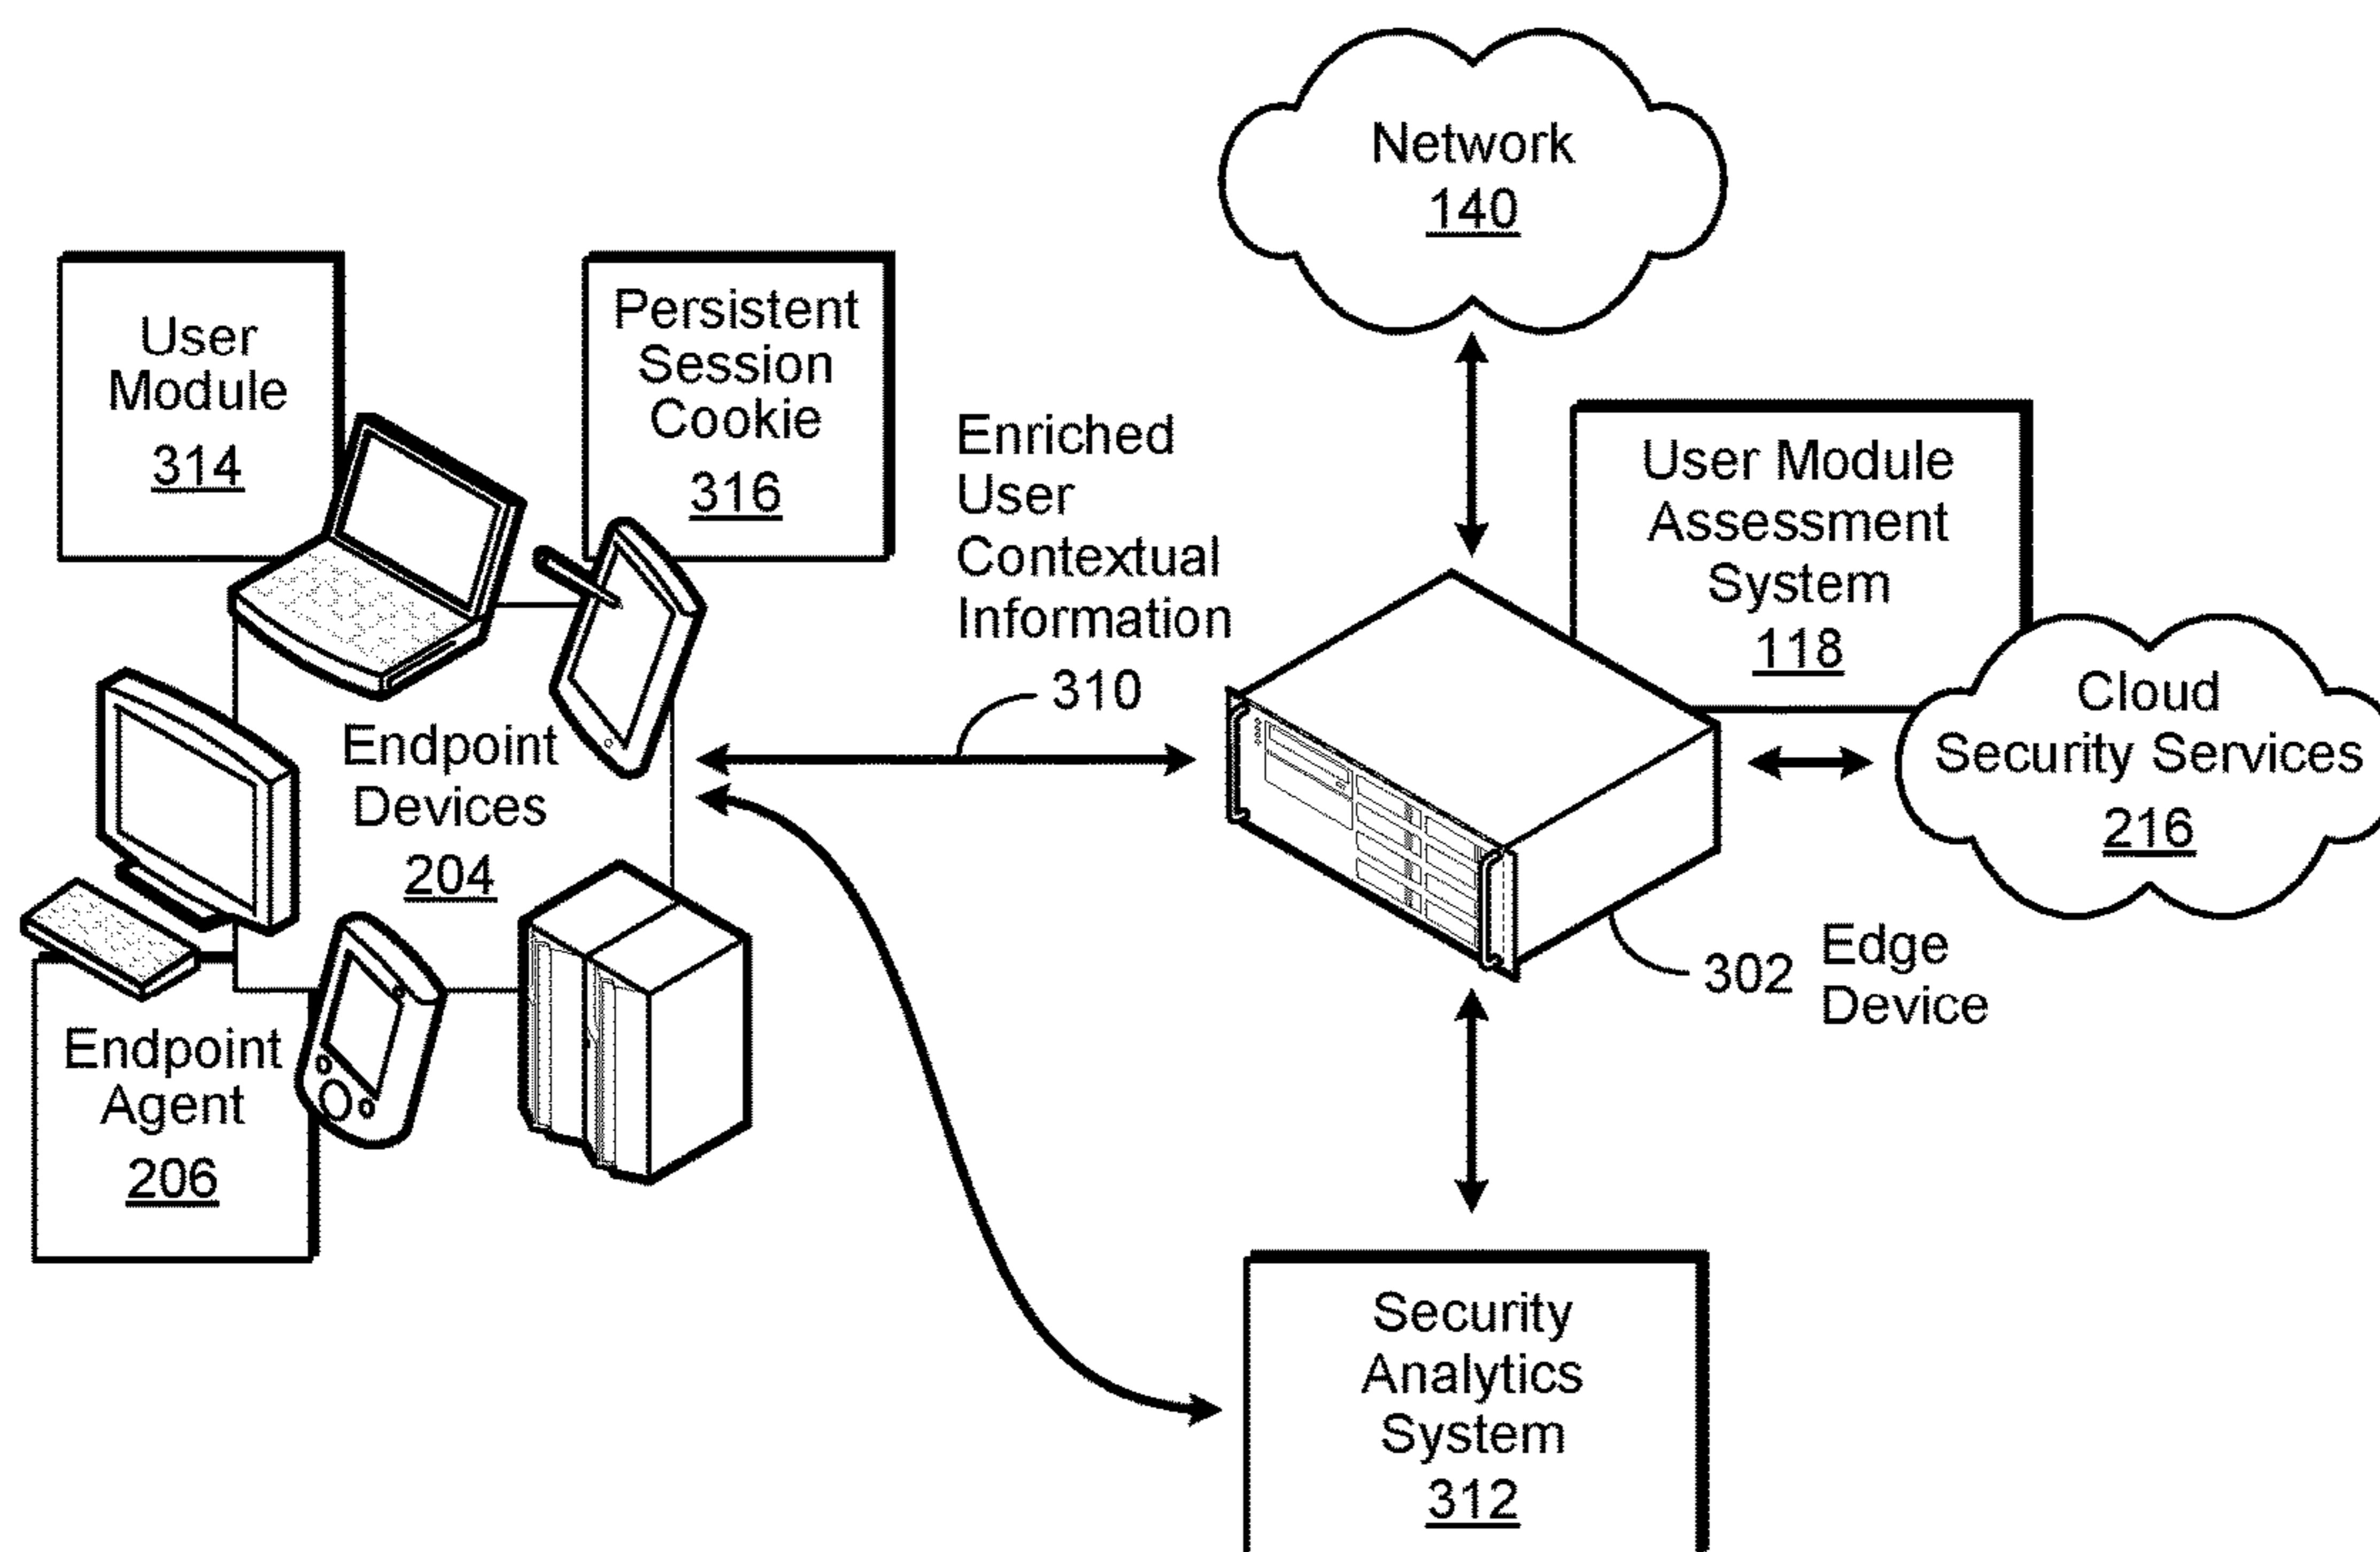 Network
140
User
Module
314
Persistent
Session
Cookie
316
Enriched
User
Contextual
Information
310
User Module
Assessment
System
118
Cloud
Security Services
216
Endpoint
Devices
204
302
Edge
Device
Endpoint
Agent
206
Security
Analytics
System
312